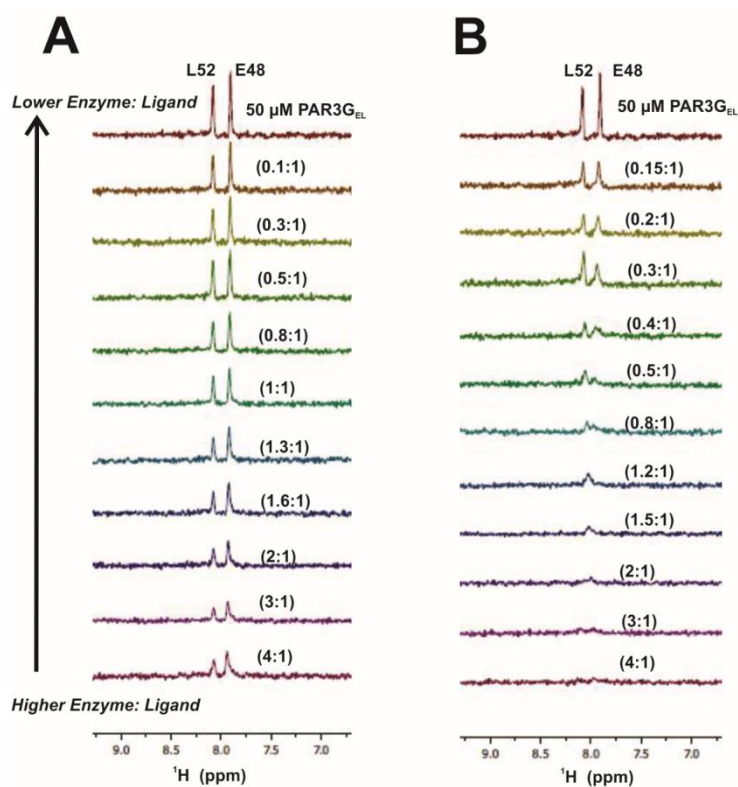 A
L52 E48
Lower Enzyme: Ligand
50 µM PAR3G_EL
(0.1:1)
(0.3:1)
(0.5:1)
(0.8:1)
(1:1)
(1.3:1)
(1.6:1)
(2:1)
(3:1)
(4:1)
Higher Enzyme: Ligand
9.0 8.5 8.0 7.5 7.0
¹H (ppm)
B
L52 E48
50 µM PAR3G_EL
(0.15:1)
(0.2:1)
(0.3:1)
(0.4:1)
(0.5:1)
(0.8:1)
(1.2:1)
(1.5:1)
(2:1)
(3:1)
(4:1)
9.0 8.5 8.0 7.5 7.0
¹H (ppm)